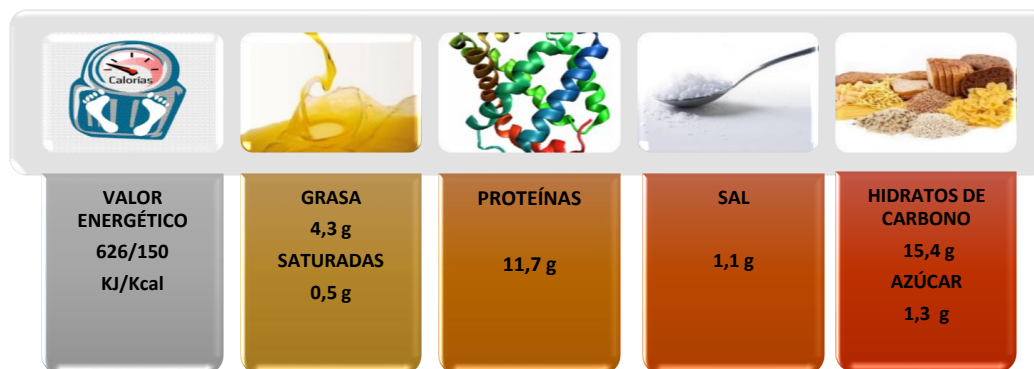 Calorías
VALOR
ENERGÉTICO
626/150
KJ/Kcal
GRASA
4,3 g
SATURADAS
0,5 g
PROTEÍNAS
11,7 g
SAL
1,1 g
HIDRATOS DE
CARBONO
15,4 g
AZÚCAR
1,3 g